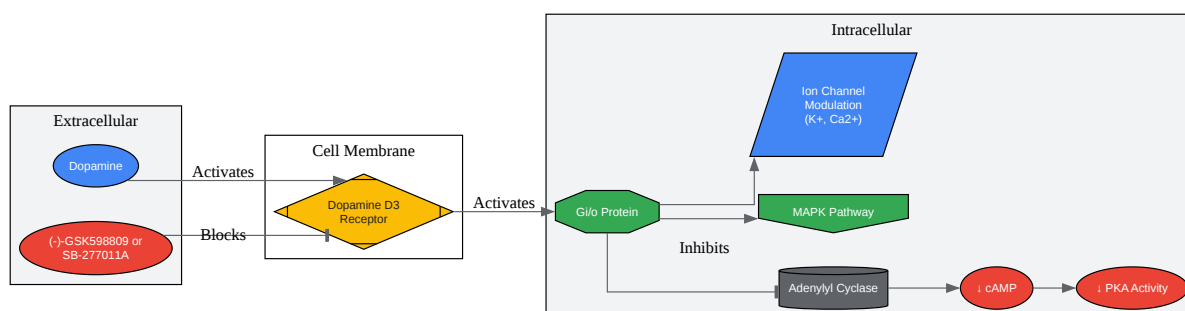 Extracellular
Dopamine
(-)-GSK598809 or
SB-277011A
Activates
Blocks
Cell Membrane
Dopamine D3
Receptor
Activates
Intracellular
Ion Channel
Modulation
(K+, Ca2+)
Gi/o Protein
MAPK Pathway
Inhibits
Adenylyl Cyclase
↓ cAMP
↓ PKA Activity